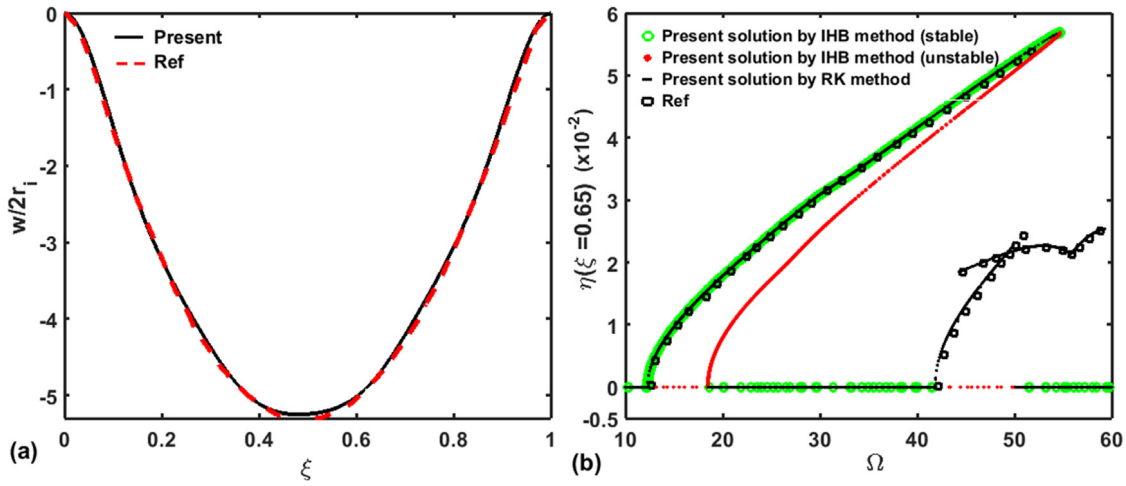 0
-1
-2
-3
-4
-5
w/2r_i
Present
Ref
0
0.2
0.4
0.6
0.8
1
ξ
(a)
6
5
4
3
2
1
0
-0.5
η(ξ =0.65) (x10^-2)
Present solution by IHB method (stable)
Present solution by IHB method (unstable)
Present solution by RK method
Ref
10
20
30
40
50
60
Ω
(b)